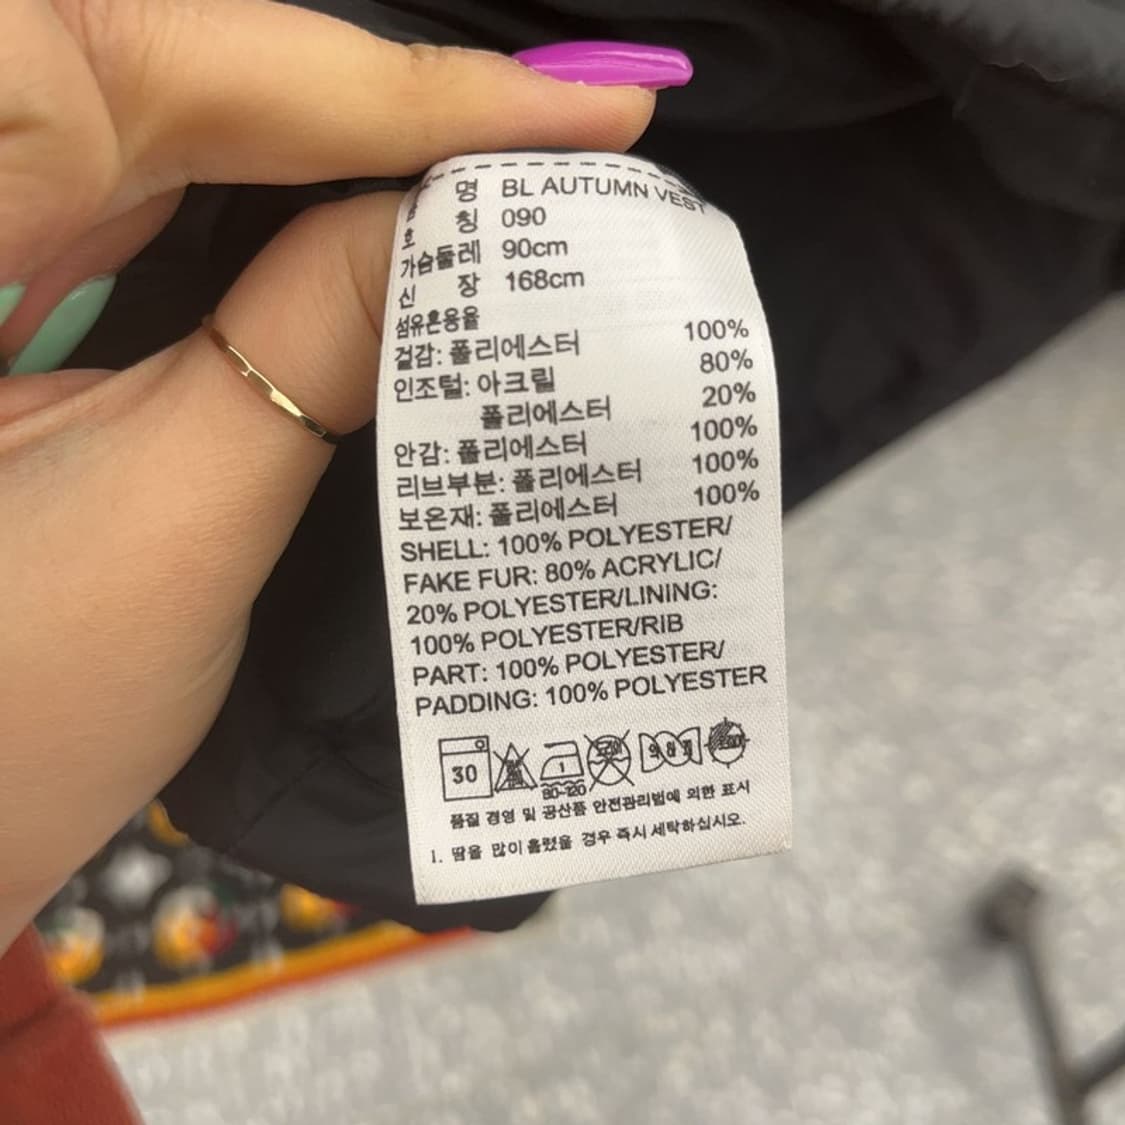 명 BL AUTUMN VEST
호 칭 090
가슴둘레 90cm
신 장 168cm
섬유혼용율
겉감: 폴리에스터 100%
인조털: 아크릴 80%
폴리에스터 20%
안감: 폴리에스터 100%
리브부분: 폴리에스터 100%
보온재: 폴리에스터 100%
SHELL: 100% POLYESTER/
FAKE FUR: 80% ACRYLIC/
20% POLYESTER/LINING:
100% POLYESTER/RIB
PART: 100% POLYESTER/
PADDING: 100% POLYESTER
30 1
80~120
품질 경영 및 공산품 안전관리법에 의한 표시
1. 땀을 많이 흘렸을 경우 즉시 세탁하십시오.